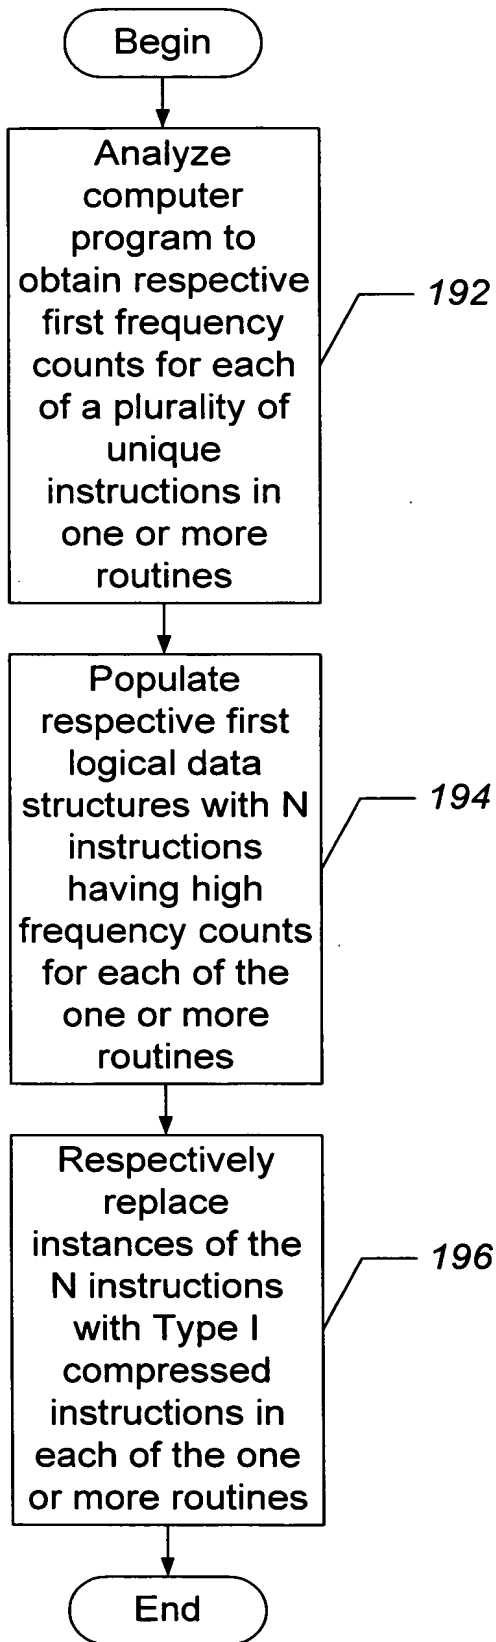 Begin
Analyze
computer
program to
obtain respective
first frequency
counts for each
of a plurality of
unique
instructions in
one or more
routines
192
Populate
respective first
logical data
structures with N
instructions
having high
frequency counts
for each of the
one or more
routines
194
Respectively
replace
instances of the
N instructions
with Type I
compressed
instructions in
each of the one
or more routines
196
End